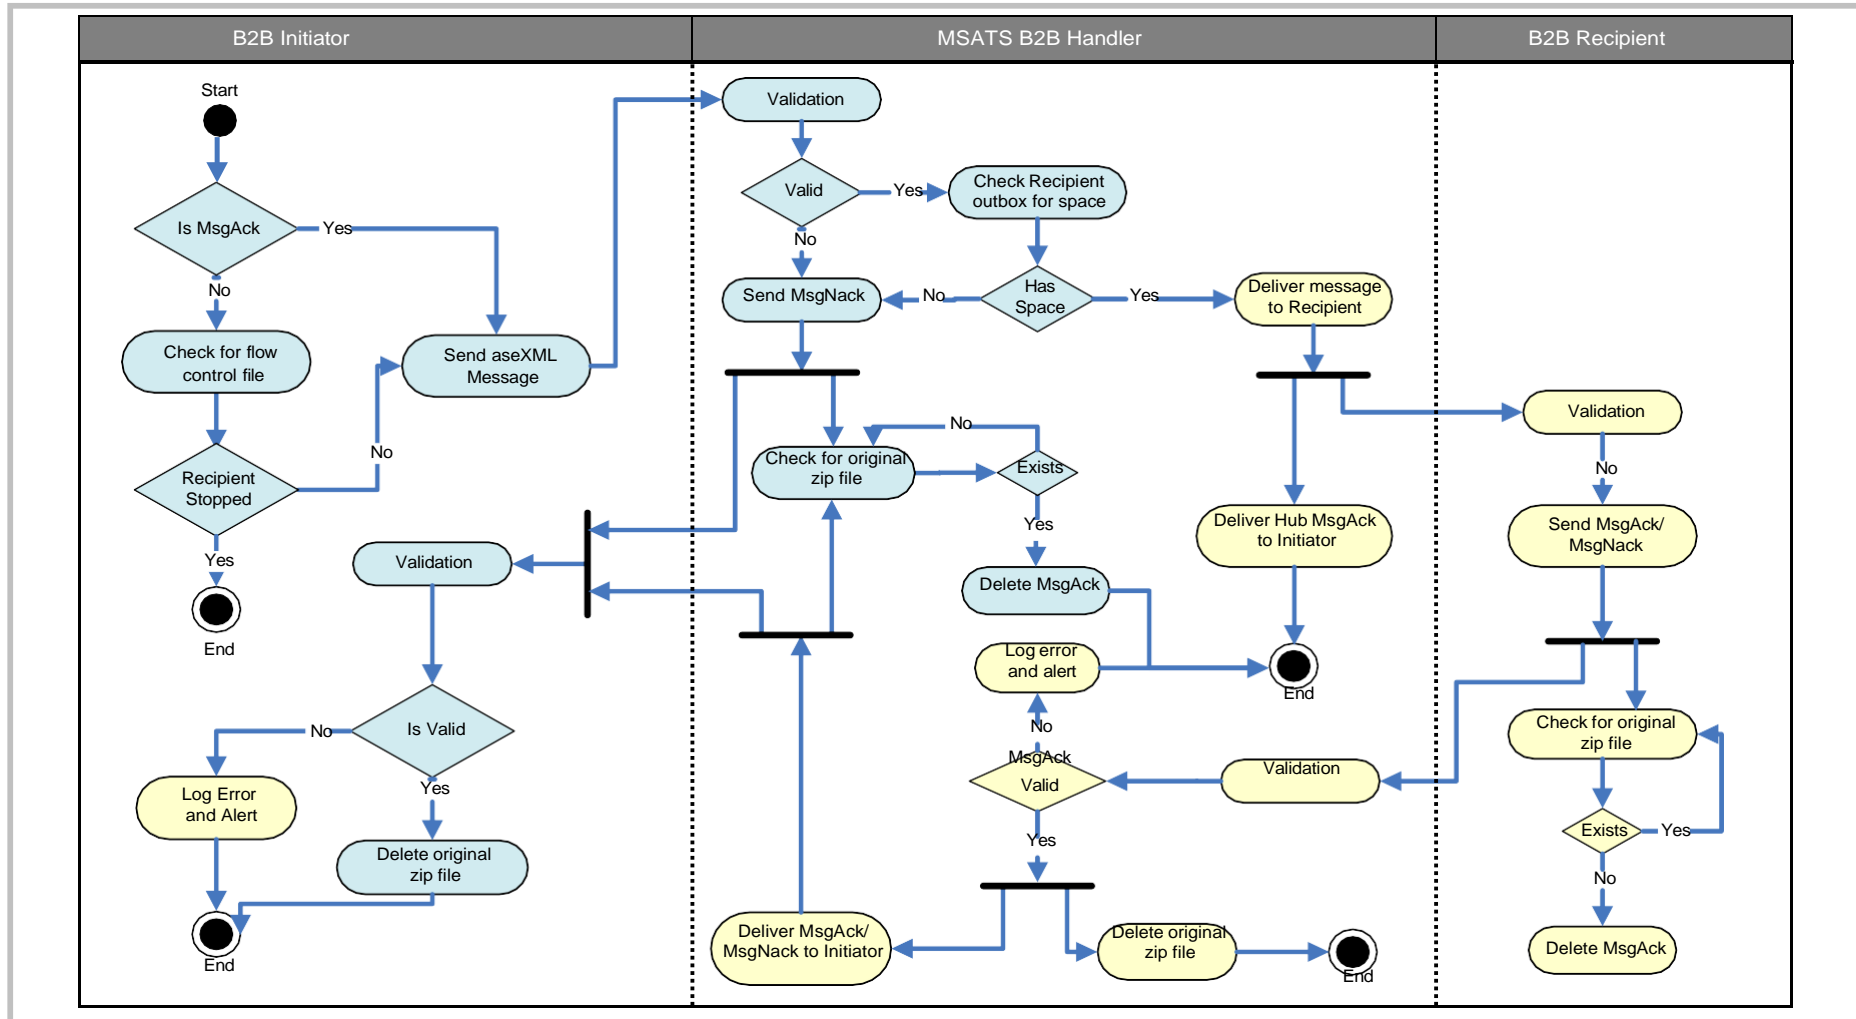 B2B Initiator
MSATS B2B Handler
B2B Recipient
Start
Is MsgAck
Yes
No
Check for flow
control file
Send aseXML
Message
No
Recipient
Stopped
Yes
End
Validation
Is Valid
No
Yes
Log Error
and Alert
Delete original
zip file
End
Validation
Valid
Yes
Check Recipient
outbox for space
No
Send MsgNack
No
Has
Space
Yes
Deliver message
to Recipient
No
Check for original
zip file
Exists
Yes
Deliver Hub MsgAck
to Initiator
Delete MsgAck
Log error
and alert
End
No
MsgAck
Valid
Validation
Yes
Deliver MsgAck/
MsgNack to Initiator
Delete original
zip file
End
Validation
No
Send MsgAck/
MsgNack
Check for original
zip file
Exists
Yes
No
Delete MsgAck